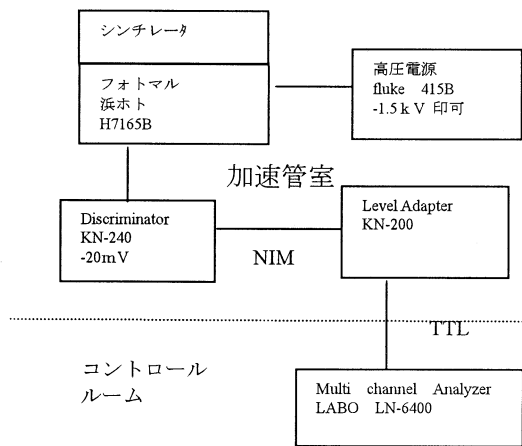 シンチレータ
フォトマル
浜ホト
H7165B
高圧電源
fluke 415B
-1.5ｋV 印可
加速管室
Discriminator
KN-240
-20mV
NIM
Level Adapter
KN-200
TTL
コントロール
ルーム
Multi channel Analyzer
LABO LN-6400